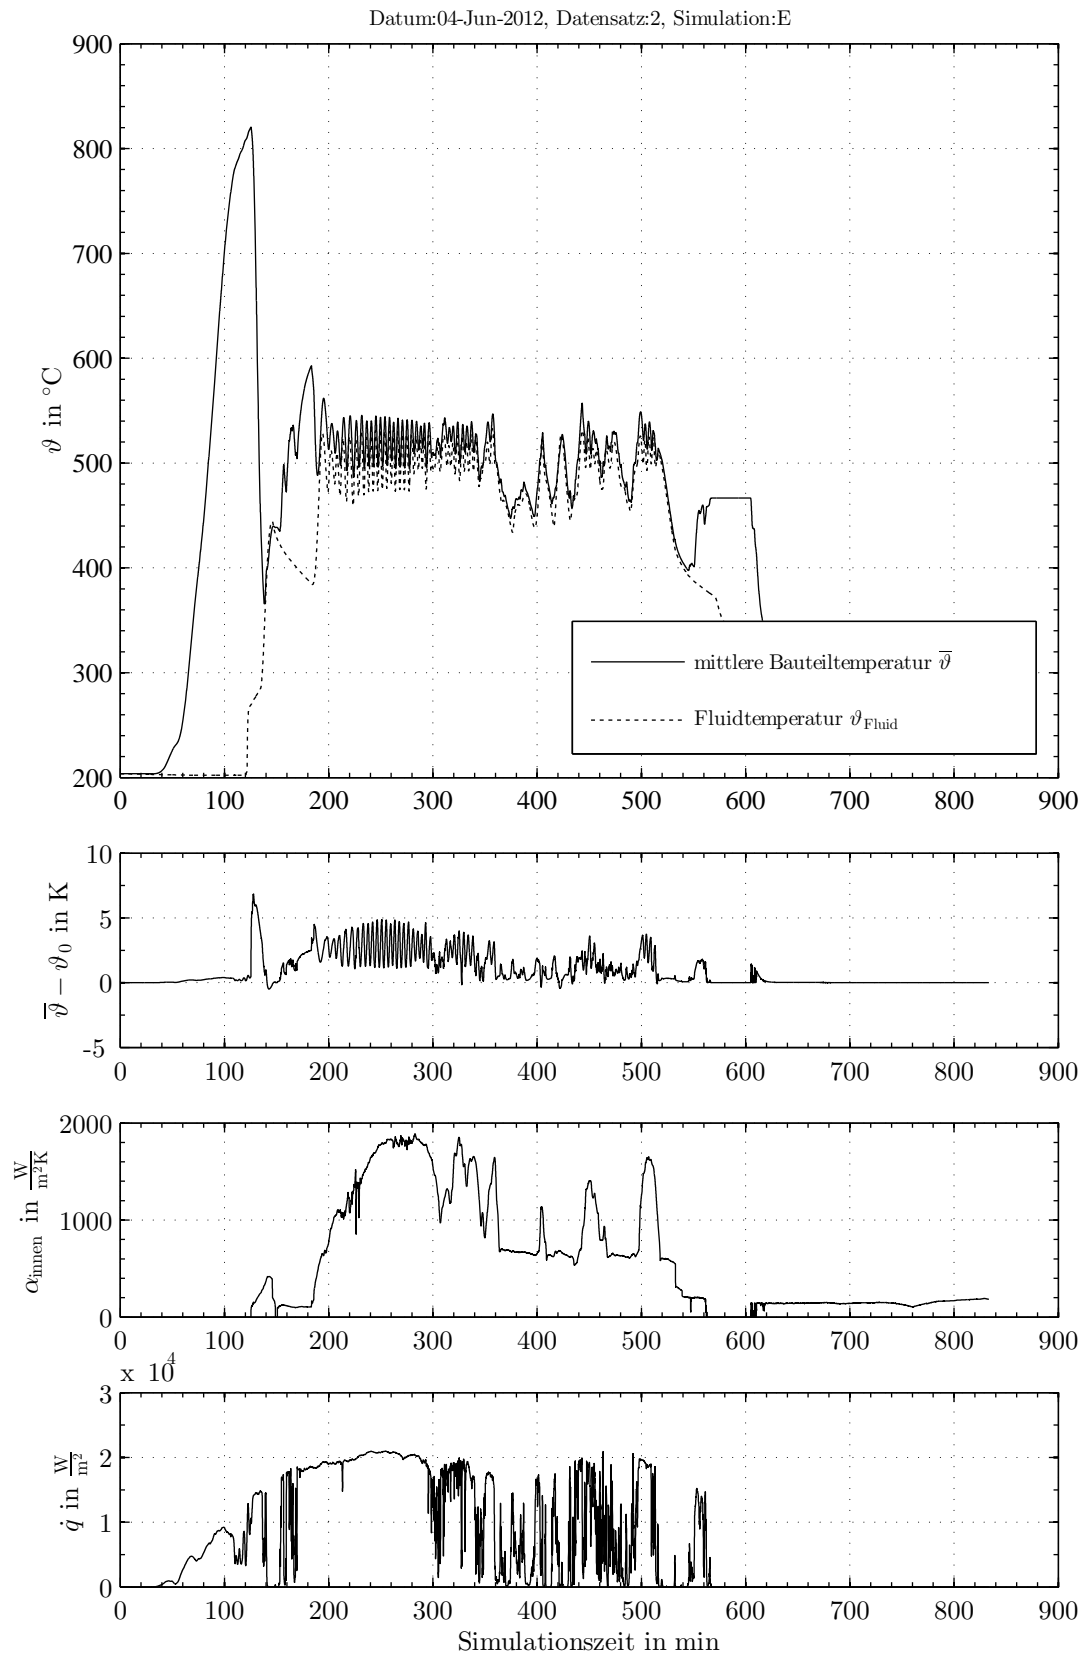 Datum:04-Jun-2012, Datensatz:2, Simulation:E
900
800
700
600
500
400
300
200
ϑ in °C
mittlere Bauteiltemperatur ϑ̅
Fluidtemperatur ϑ_Fluid
0 100 200 300 400 500 600 700 800 900
10
5
0
-5
ϑ̅ − ϑ₀ in K
0 100 200 300 400 500 600 700 800 900
2000
1000
0
α_innen in W/m²K
0 100 200 300 400 500 600 700 800 900
x 10⁴
3
2
1
0
q̇ in W/m²
0 100 200 300 400 500 600 700 800 900
Simulationszeit in min